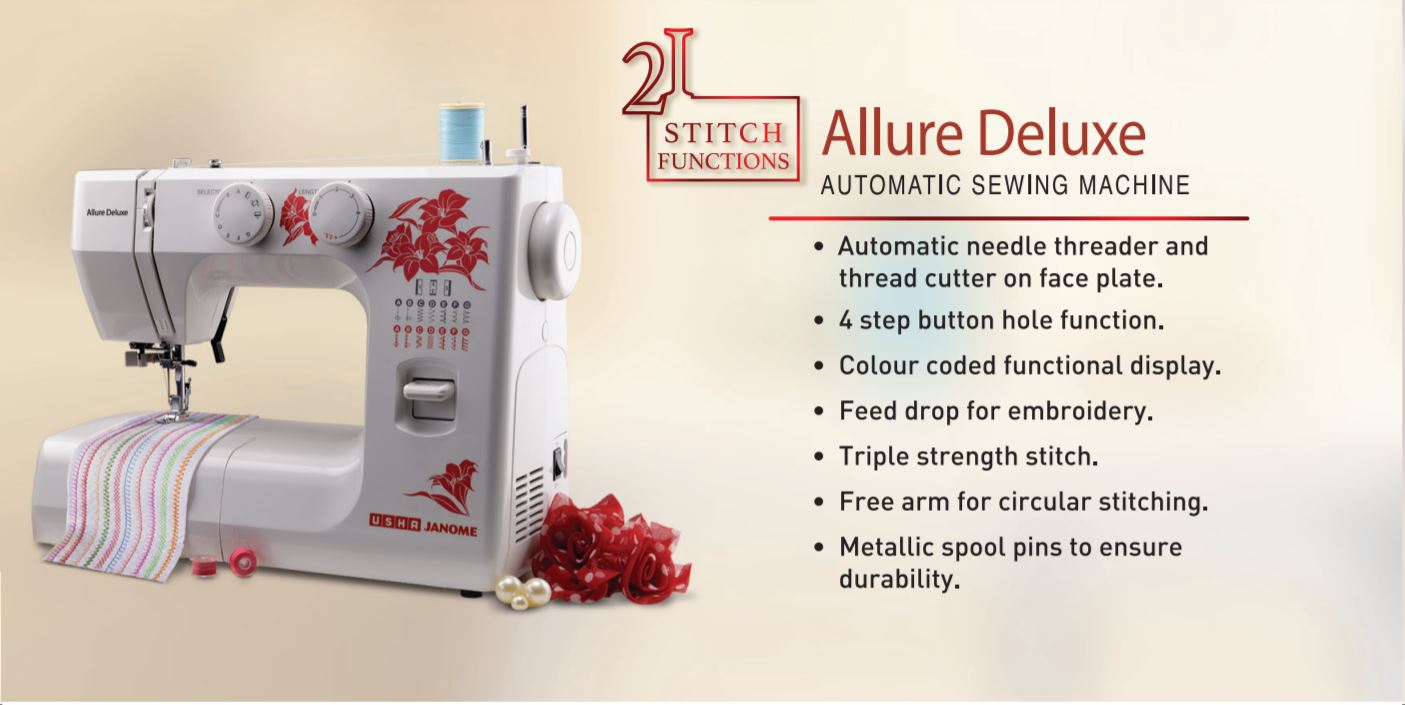 21
STITCH
FUNCTIONS
Allure Deluxe
AUTOMATIC SEWING MACHINE
• Automatic needle threader and
thread cutter on face plate.
• 4 step button hole function.
• Colour coded functional display.
• Feed drop for embroidery.
• Triple strength stitch.
• Free arm for circular stitching.
• Metallic spool pins to ensure
durability.
Allure Deluxe
LENGTH
A B C D E F G
A B C D E F G
USHA JANOME